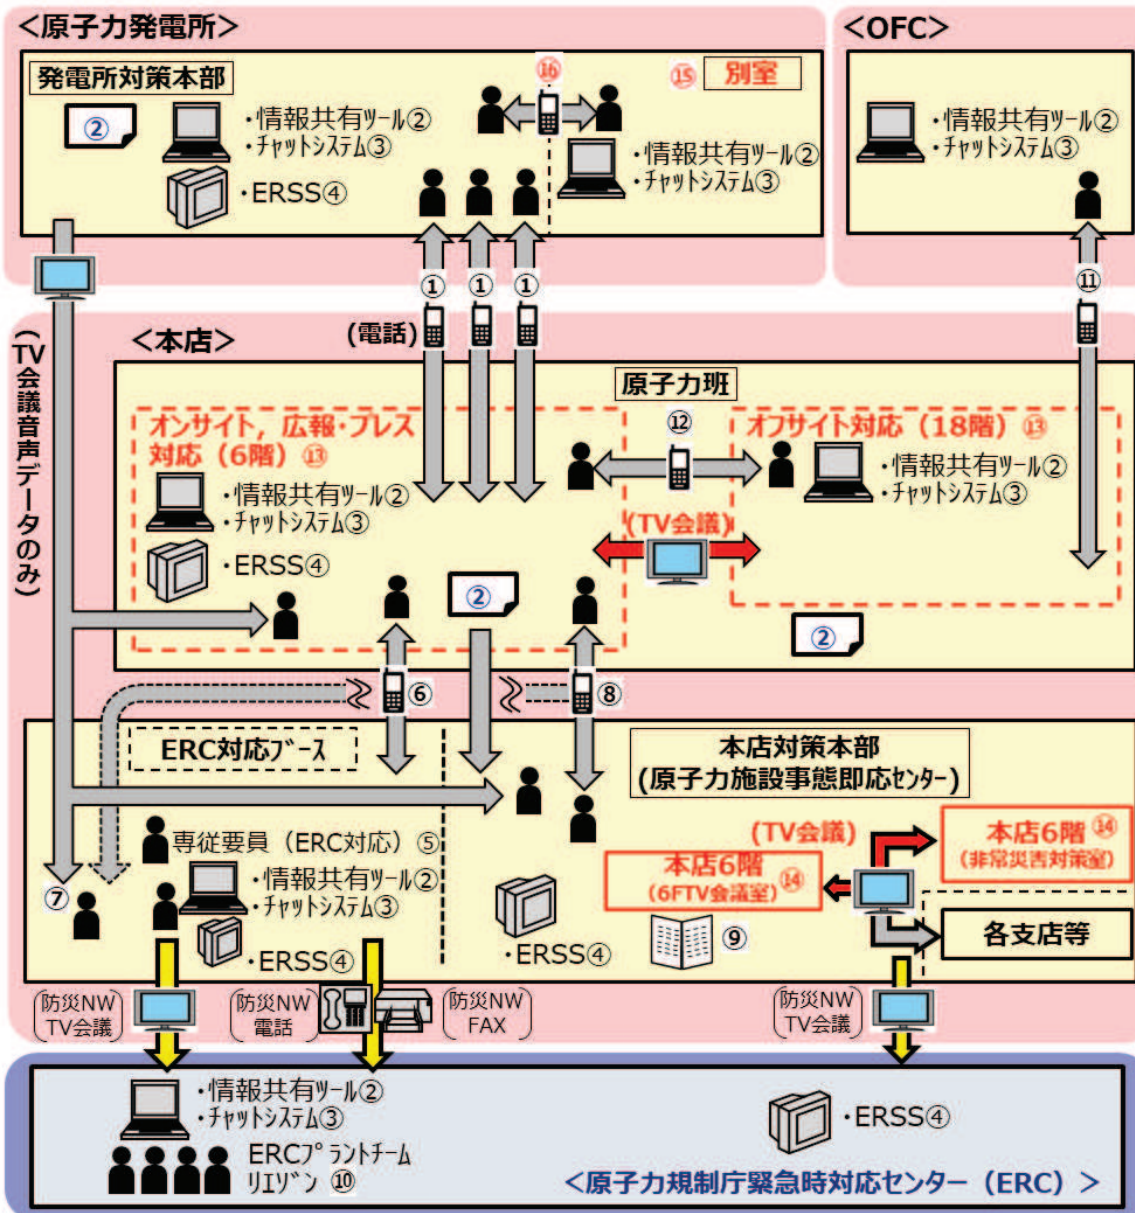 <原子力発電所>
発電所対策本部
②
・情報共有ツール②
・チャットシステム③
・ERSS④
⑯
⑮ 別室
・情報共有ツール②
・チャットシステム③
<OFC>
・情報共有ツール②
・チャットシステム③
① ① ①
⑪
(TV会議音声データのみ)
<本店>
(電話)
原子力班
オンサイト，広報・プレス
対応（6階）⑬
・情報共有ツール②
・チャットシステム③
・ERSS④
⑫
オフサイト対応（18階）⑬
・情報共有ツール②
・チャットシステム③
(TV会議)
②
②
⑥
⑧
ERC対応ブース
本店対策本部
(原子力施設事態即応センター)
専従要員（ERC対応）⑤
・情報共有ツール②
・チャットシステム③
・ERSS④
⑦
・ERSS④
(TV会議)
本店6階 ⑭
(非常災害対策室)
本店6階 ⑭
(6FTV会議室)
⑨
各支店等
防災NW
TV会議
防災NW
電話
防災NW
FAX
防災NW
TV会議
・情報共有ツール②
・チャットシステム③
ERCプラントチーム
リエゾン ⑩
・ERSS④
<原子力規制庁緊急時対応センター（ERC）>